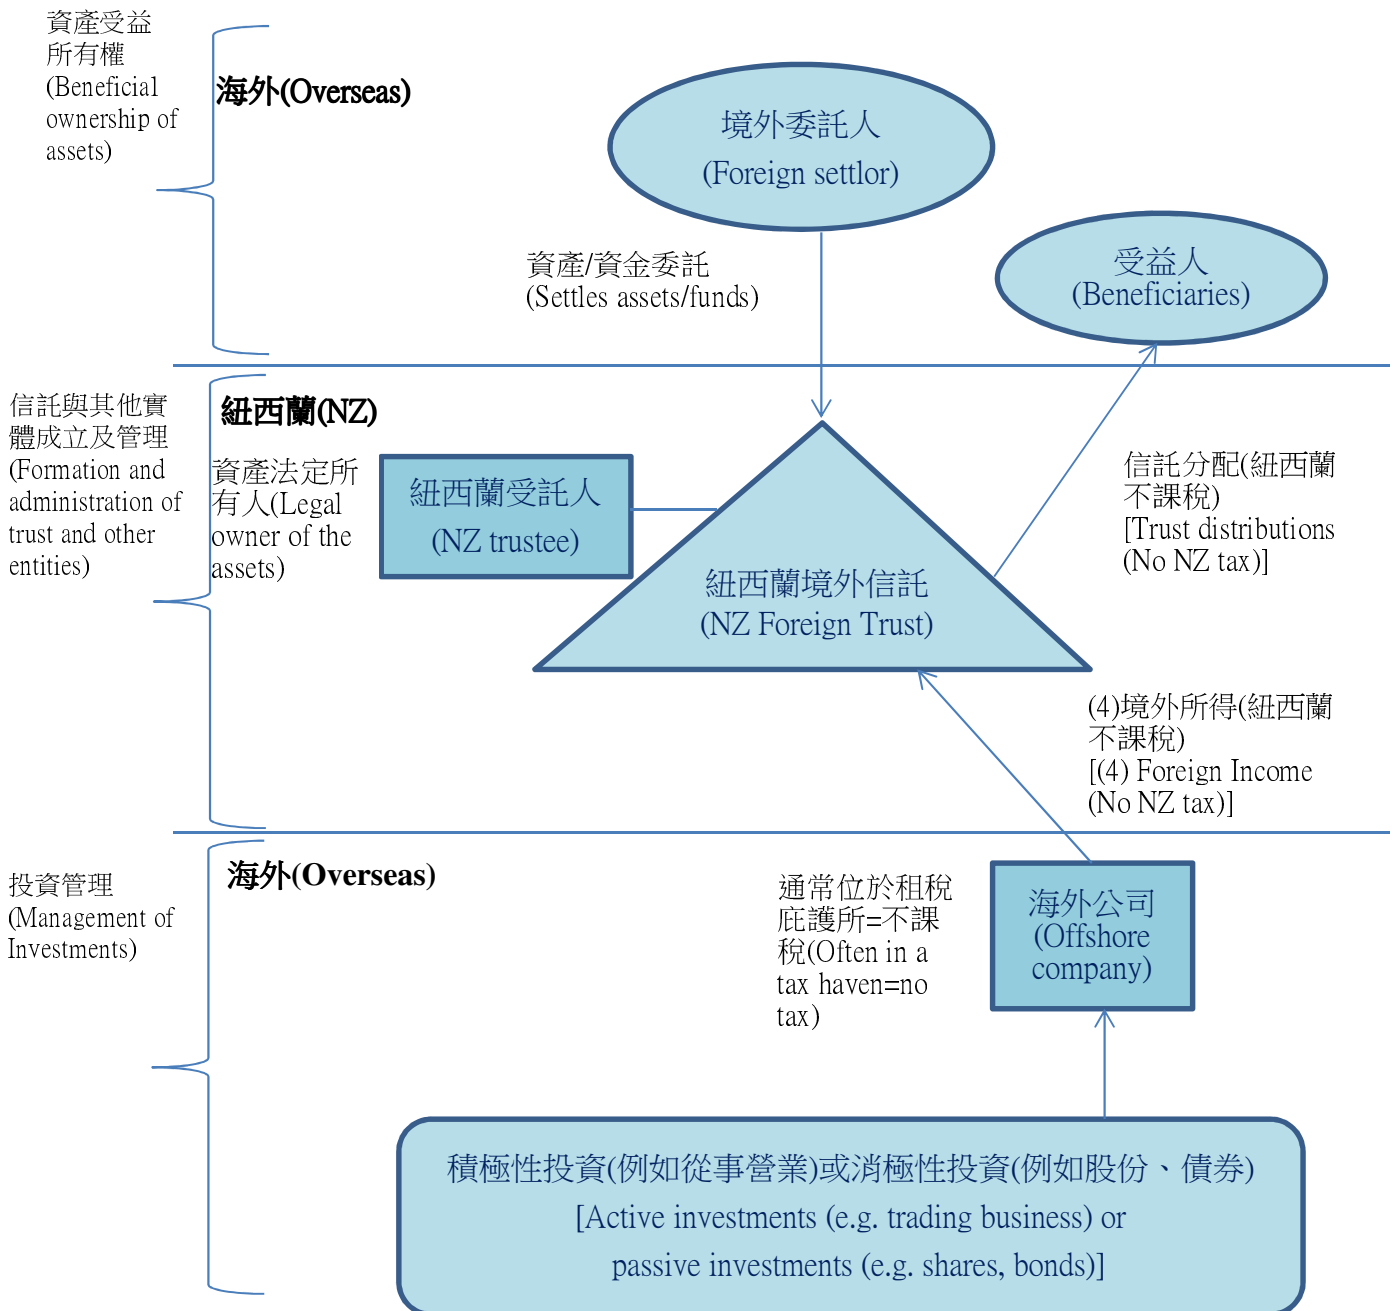 資產受益
所有權
(Beneficial
ownership of
assets)
海外(Overseas)
境外委託人
(Foreign settlor)
資產/資金委託
(Settles assets/funds)
受益人
(Beneficiaries)
信託與其他實
體成立及管理
(Formation and
administration of
trust and other
entities)
紐西蘭(NZ)
資產法定所
有人(Legal
owner of the
assets)
紐西蘭受託人
(NZ trustee)
紐西蘭境外信託
(NZ Foreign Trust)
信託分配(紐西蘭
不課稅)
[Trust distributions
(No NZ tax)]
(4)境外所得(紐西蘭
不課稅)
[(4) Foreign Income
(No NZ tax)]
投資管理
(Management of
Investments)
海外(Overseas)
通常位於租稅
庇護所=不課
稅(Often in a
tax haven=no
tax)
海外公司
(Offshore
company)
積極性投資(例如從事營業)或消極性投資(例如股份、債券)
[Active investments (e.g. trading business) or
passive investments (e.g. shares, bonds)]